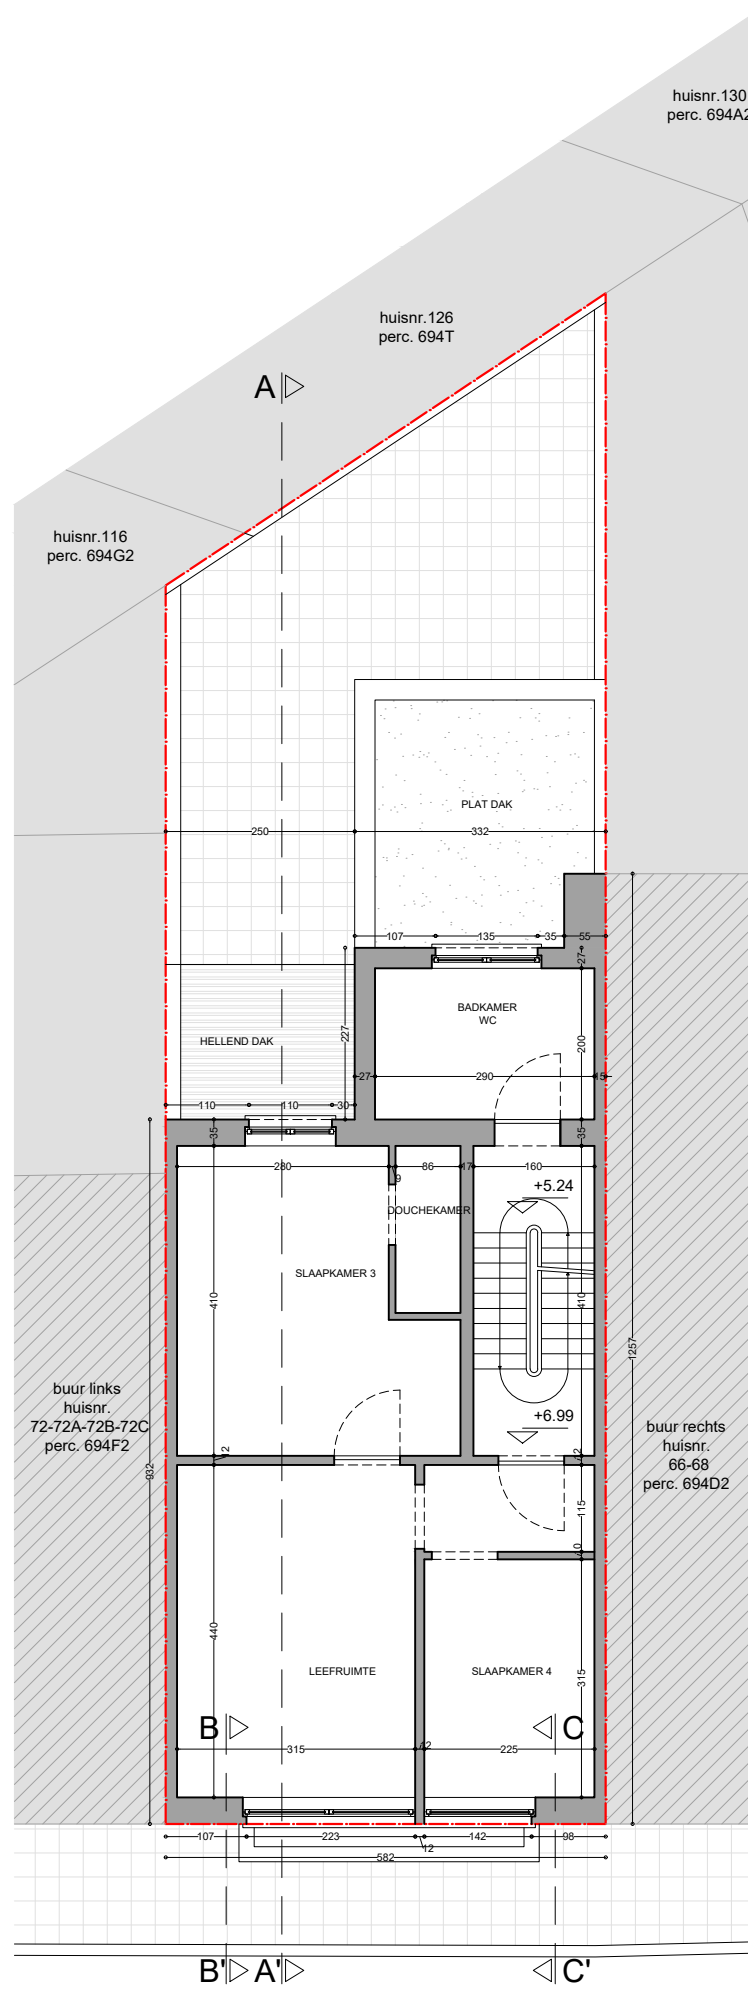 huisnr.130
perc. 694A2
huisnr.126
perc. 694T
A
huisnr.116
perc. 694G2
PLAT DAK
250
332
107
135
35
55
27
BADKAMER
WC
HELLEND DAK
227
200
27
290
15
110
110
30
35
35
280
9
86
17
160
+5.24
DOUCHEKAMER
SLAAPKAMER 3
410
410
1257
buur links
huisnr.
72-72A-72B-72C
perc. 694F2
+6.99
buur rechts
huisnr.
66-68
perc. 694D2
12
12
932
115
10
440
LEEFRUIMTE
SLAAPKAMER 4
315
B
C
315
12
225
107
223
12
142
98
582
B'
A'
C'